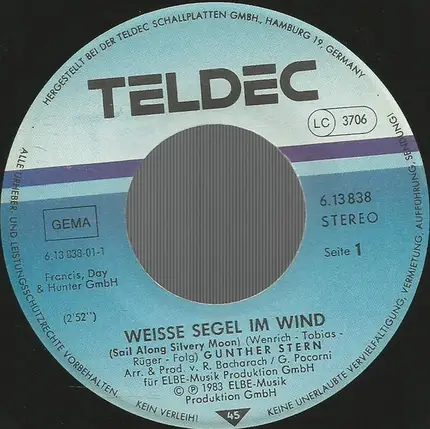 HERGESTELLT BEI DER TELDEC SCHALLPLATTEN GMBH., HAMBURG 19, GERMANY
TELDEC
LC 3706
GEMA
6.13 838-01-1
Francis, Day
& Hunter GmbH
(2'52")
6.13 838
STEREO
Seite 1
WEISSE SEGEL IM WIND
(Sail Along Silvery Moon) (Wenrich - Tobias -
Rüger - Folg) GUNTHER STERN
Arr. & Prod. v. R. Bacharach / G. Pocorni
für ELBE-Musik Produktion GmbH
Ⓟ © 1983 ELBE-Musik
Produktion GmbH
45
ALLE URHEBER- UND LEISTUNGSSCHUTZRECHTE VORBEHALTEN.
KEIN VERLEIH!
KEINE UNERLAUBTE VERVIELFÄLTIGUNG, VERMIETUNG, AUFFÜHRUNG, SENDUNG!